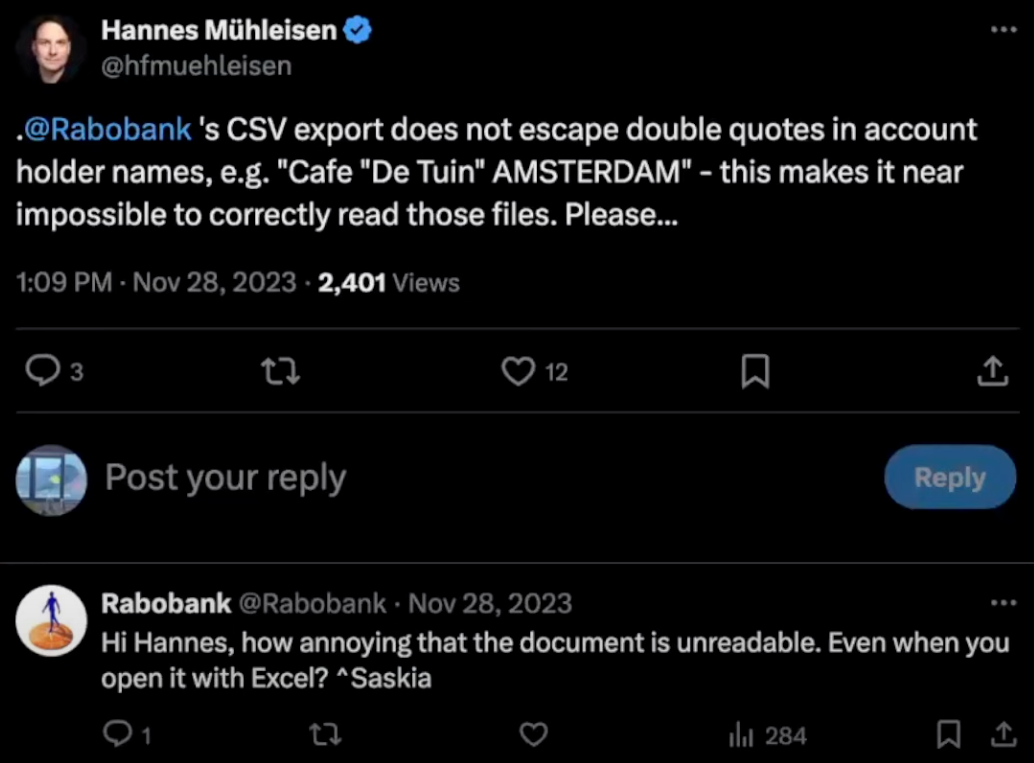 Hannes Mühleisen
@hfmuehleisen
.@Rabobank 's CSV export does not escape double quotes in account
holder names, e.g. "Cafe "De Tuin" AMSTERDAM" - this makes it near
impossible to correctly read those files. Please...
1:09 PM · Nov 28, 2023 · 2,401 Views
3 12
Post your reply Reply
Rabobank @Rabobank · Nov 28, 2023
Hi Hannes, how annoying that the document is unreadable. Even when you
open it with Excel? ^Saskia
1 284